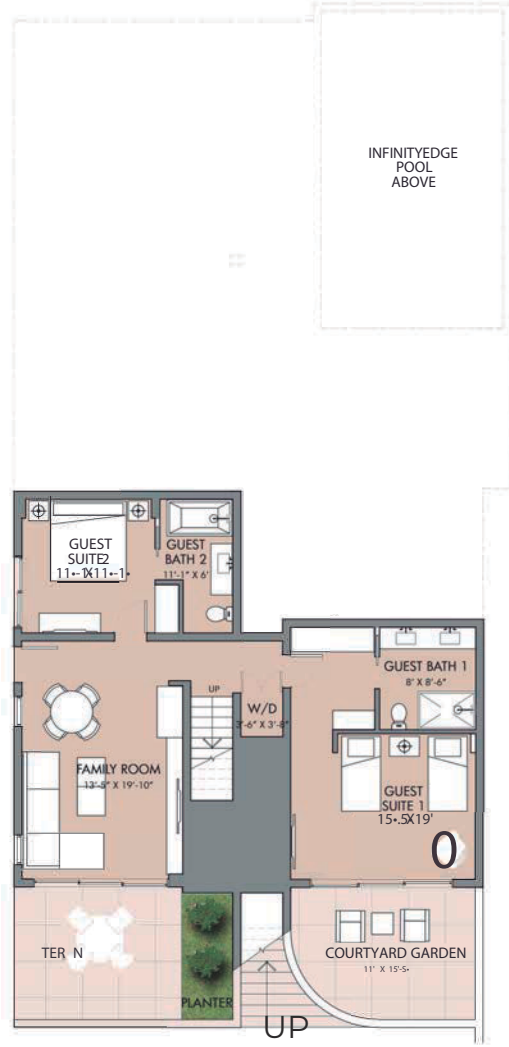 INFINITYEDGE
POOL
ABOVE
GUEST
SUITE2
11•-1X11•-1•
GUEST
BATH 2
11'-1" X 6'
GUEST BATH 1
8' X 8'-6"
UP
W/D
3'-6" X 3'-8"
FAMILY ROOM
13'-5" X 19'-10"
GUEST
SUITE 1
15•.5X19'
0
TER N
COURTYARD GARDEN
11' X 15'-5•
PLANTER
UP